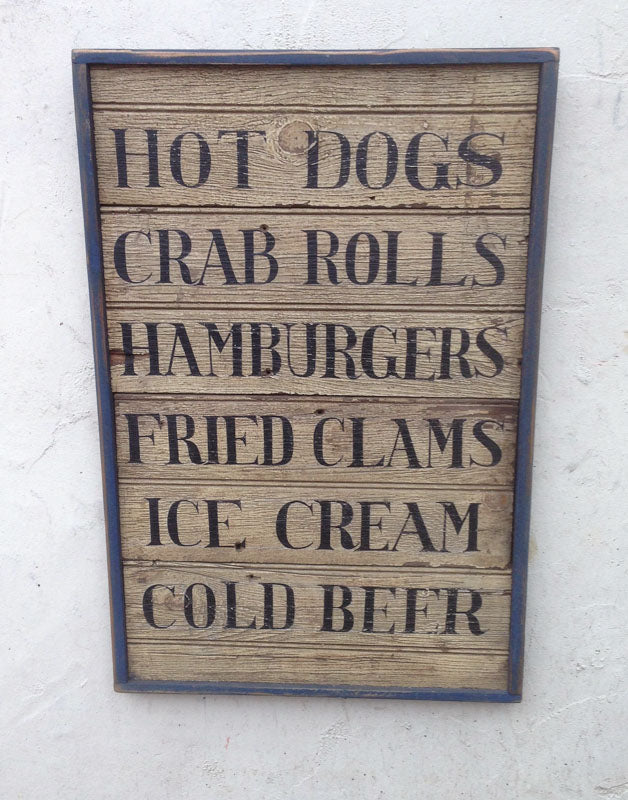 HOT DOGS
CRAB ROLLS
HAMBURGERS
FRIED CLAMS
ICE CREAM
COLD BEER